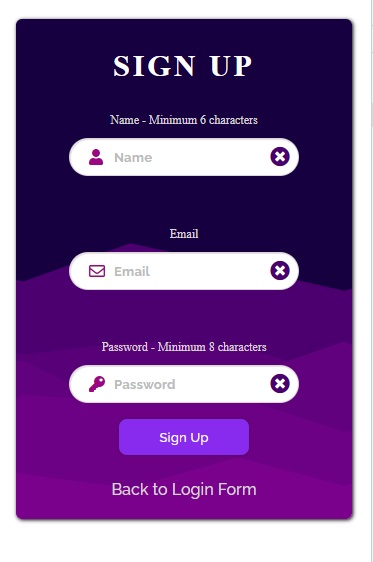 SIGN UP
Name - Minimum 6 characters
Name
Email
Email
Password - Minimum 8 characters
Password
Sign Up
Back to Login Form